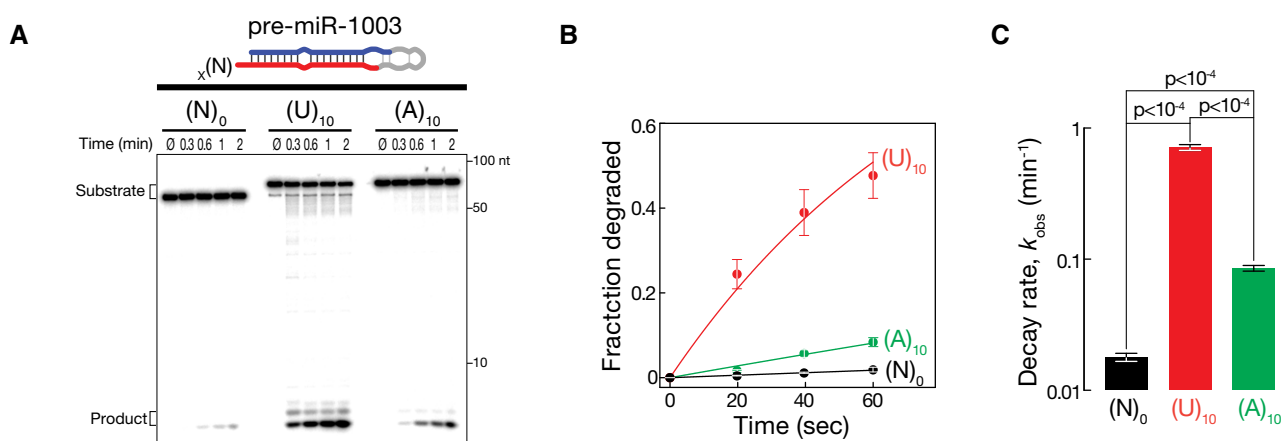 A
pre-miR-1003
x(N)
(N)0 (U)10 (A)10
Time (min) Ø 0.3 0.6 1 2 Ø 0.3 0.6 1 2 Ø 0.3 0.6 1 2
100 nt
Substrate
50
10
Product
B
Fractction degraded
0.6
0.4
0.2
0
0 20 40 60
Time (sec)
(U)10
(A)10
(N)0
C
p<10-4
p<10-4 p<10-4
Decay rate, kobs (min-1)
1
0.1
0.01
(N)0 (U)10 (A)10